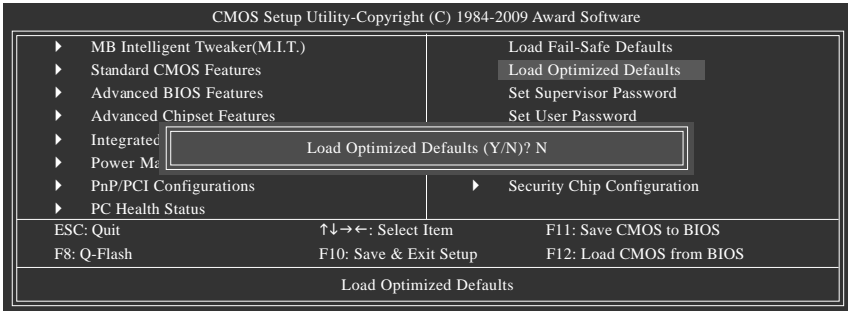 CMOS Setup Utility-Copyright (C) 1984-2009 Award Software
MB Intelligent Tweaker(M.I.T.)
Standard CMOS Features
Advanced BIOS Features
Advanced Chipset Features
Integrated
Power Ma
PnP/PCI Configurations
PC Health Status
Load Fail-Safe Defaults
Load Optimized Defaults
Set Supervisor Password
Set User Password
Security Chip Configuration
Load Optimized Defaults (Y/N)? N
ESC: Quit
↑↓→←: Select Item
F11: Save CMOS to BIOS
F8: Q-Flash
F10: Save & Exit Setup
F12: Load CMOS from BIOS
Load Optimized Defaults